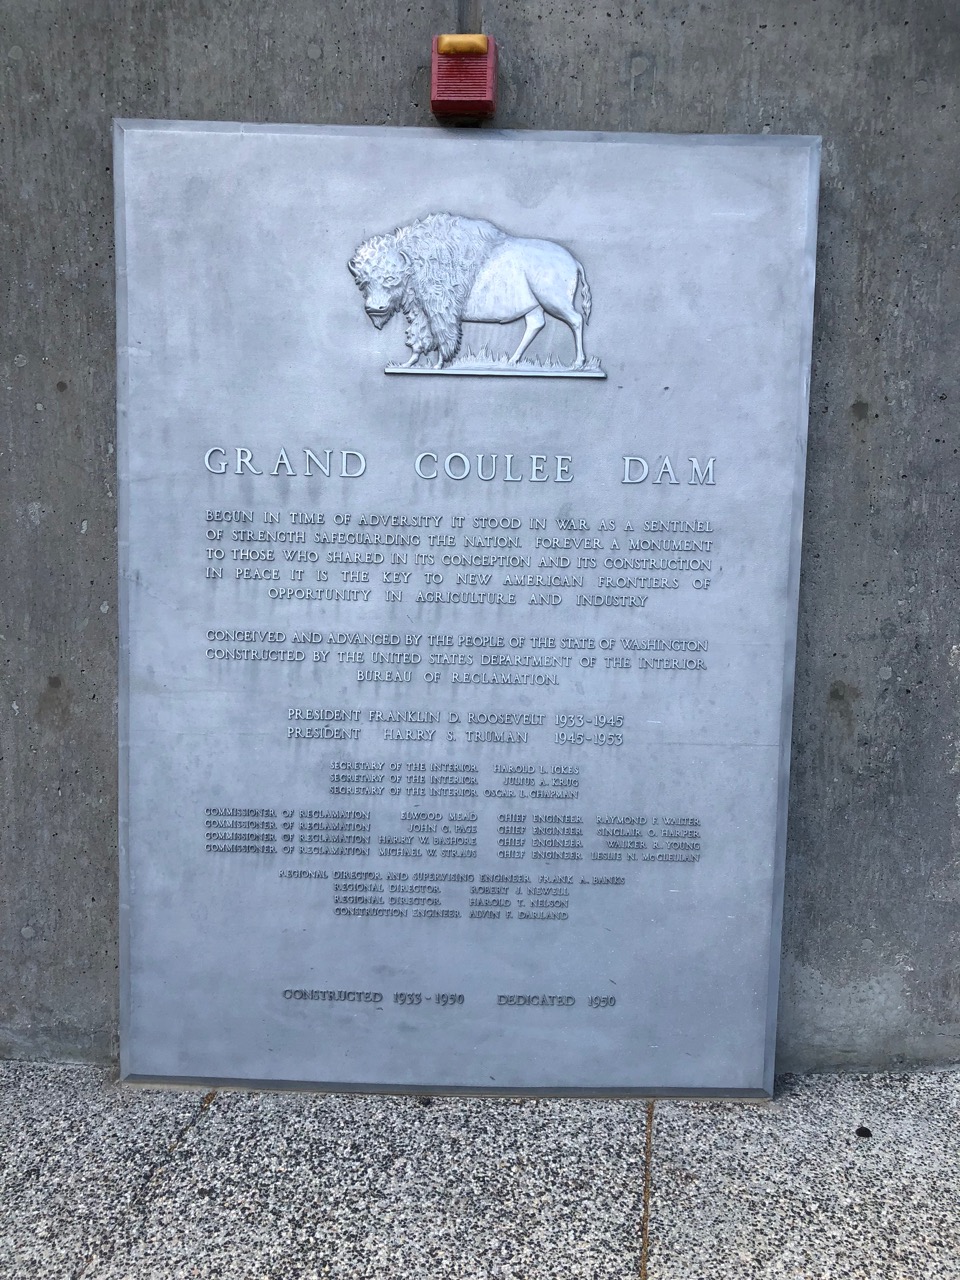 GRAND COULEE DAM
BEGUN IN TIME OF ADVERSITY IT STOOD IN WAR AS A SENTINEL
OF STRENGTH SAFEGUARDING THE NATION. FOREVER A MONUMENT
TO THOSE WHO SHARED IN ITS CONCEPTION AND ITS CONSTRUCTION
IN PEACE IT IS THE KEY TO NEW AMERICAN FRONTIERS OF
OPPORTUNITY IN AGRICULTURE AND INDUSTRY
CONCEIVED AND ADVANCED BY THE PEOPLE OF THE STATE OF WASHINGTON
CONSTRUCTED BY THE UNITED STATES DEPARTMENT OF THE INTERIOR
BUREAU OF RECLAMATION.
PRESIDENT FRANKLIN D. ROOSEVELT 1933-1945
PRESIDENT HARRY S. TRUMAN 1945-1953
SECRETARY OF THE INTERIOR HAROLD L. ICKES
SECRETARY OF THE INTERIOR JULIUS A. KRUG
SECRETARY OF THE INTERIOR OSCAR L. CHAPMAN
COMMISSIONER OF RECLAMATION ELWOOD MEAD CHIEF ENGINEER RAYMOND F. WALTER
COMMISSIONER OF RECLAMATION JOHN C. PAGE CHIEF ENGINEER SINCLAIR O. HARPER
COMMISSIONER OF RECLAMATION HARRY W. BASHORE CHIEF ENGINEER WALKER R. YOUNG
COMMISSIONER OF RECLAMATION MICHAEL W. STRAUS CHIEF ENGINEER LESLIE N. McCLELLAN
REGIONAL DIRECTOR AND SUPERVISING ENGINEER FRANK A. BANKS
REGIONAL DIRECTOR ROBERT J. NEWELL
REGIONAL DIRECTOR HAROLD T. NELSON
CONSTRUCTION ENGINEER ALVIN F. DARLAND
CONSTRUCTED 1933-1950 DEDICATED 1950